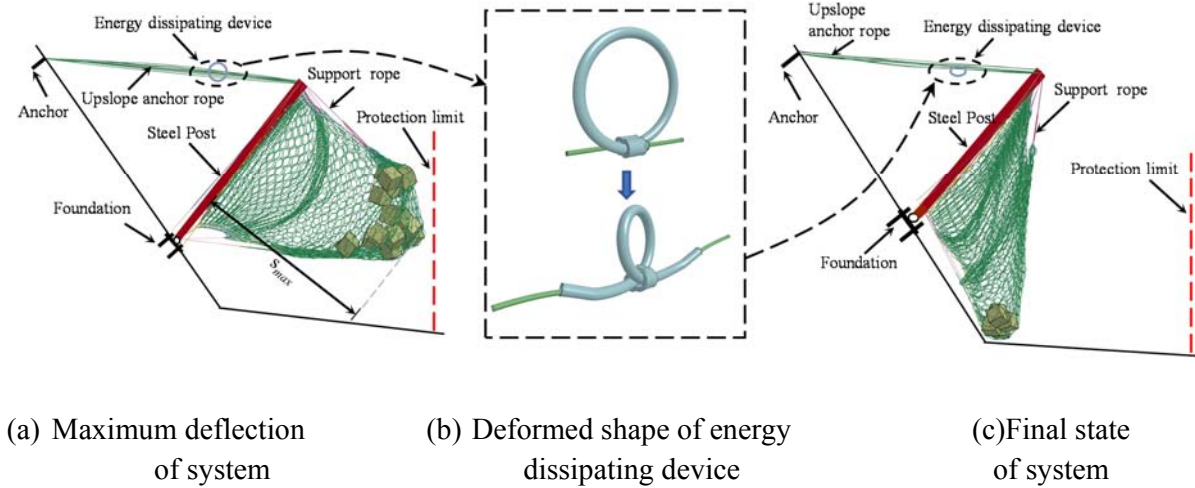 Energy dissipating device
Anchor
Upslope anchor rope
Support rope
Steel Post
Protection limit
Foundation
Smax
Upslope
anchor rope
Energy dissipating device
Anchor
Support rope
Steel Post
Protection limit
Foundation
(a) Maximum deflection
of system
(b) Deformed shape of energy
dissipating device
(c)Final state
of system